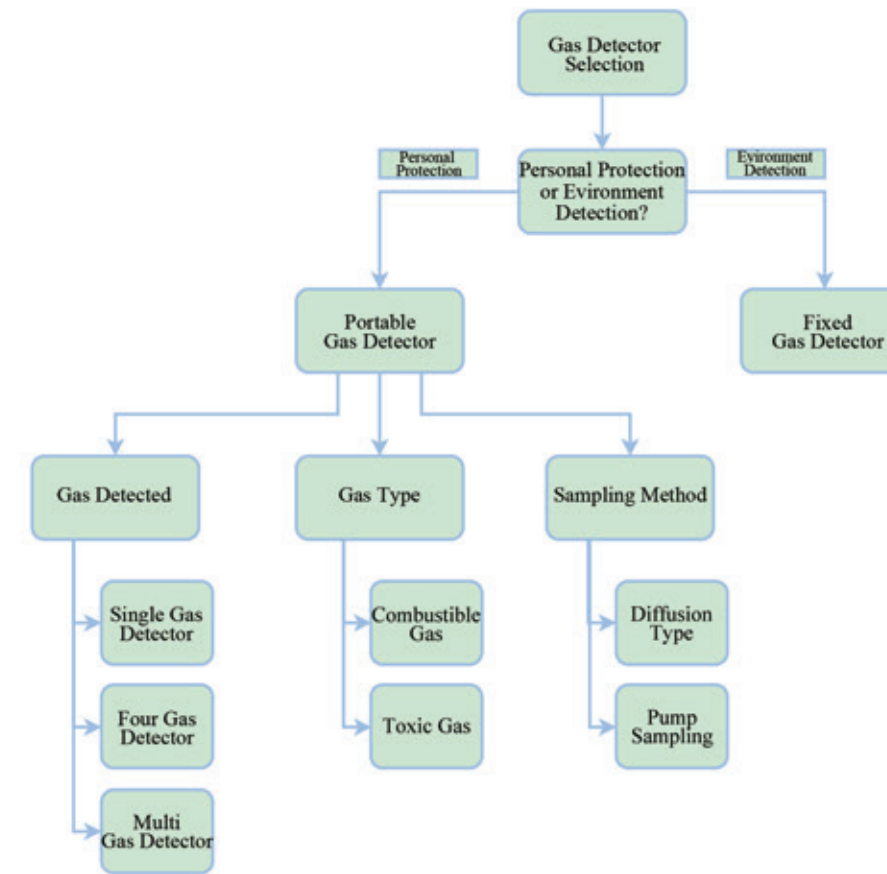 Gas Detector
Selection
Personal
Protection
Personal Protection
or Evironment
Detection?
Evironment
Detection
Portable
Gas Detector
Fixed
Gas Detector
Gas Detected
Gas Type
Sampling Method
Single Gas
Detector
Four Gas
Detector
Multi
Gas Detector
Combustible
Gas
Toxic Gas
Diffusion
Type
Pump
Sampling